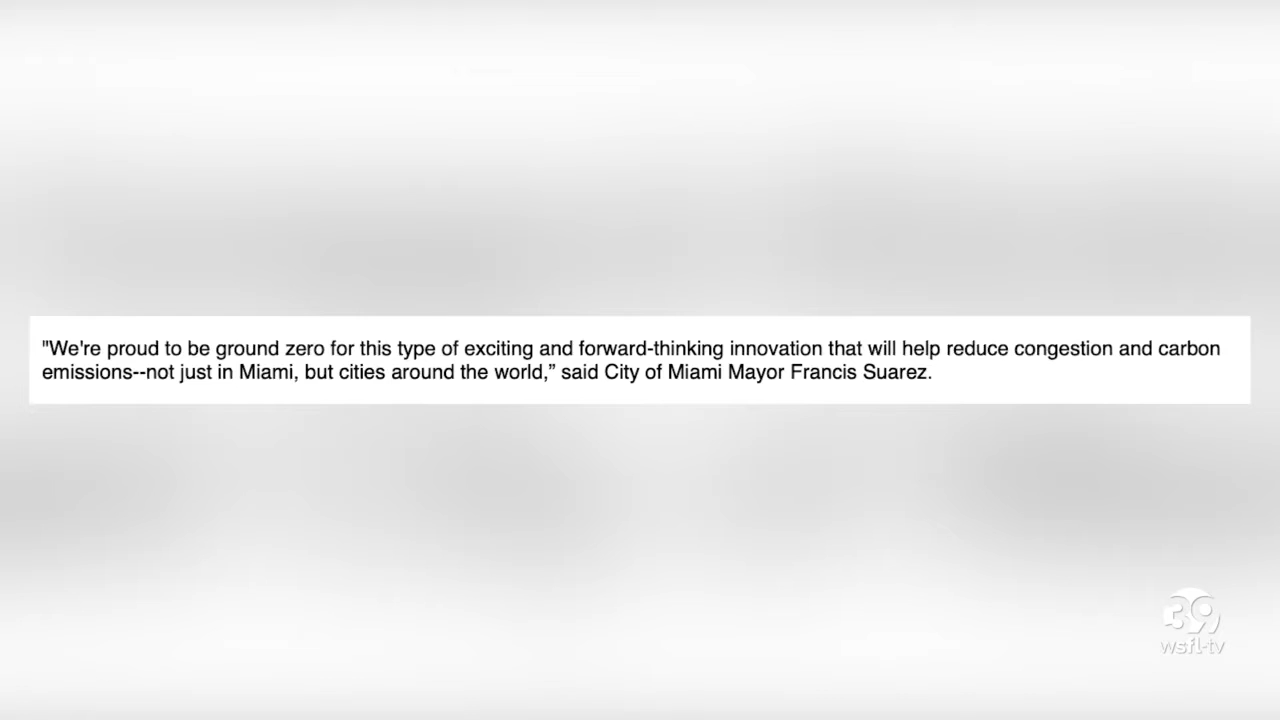 "We're proud to be ground zero for this type of exciting and forward-thinking innovation that will help reduce congestion and carbon
emissions--not just in Miami, but cities around the world,” said City of Miami Mayor Francis Suarez.
39
wsfl-tv